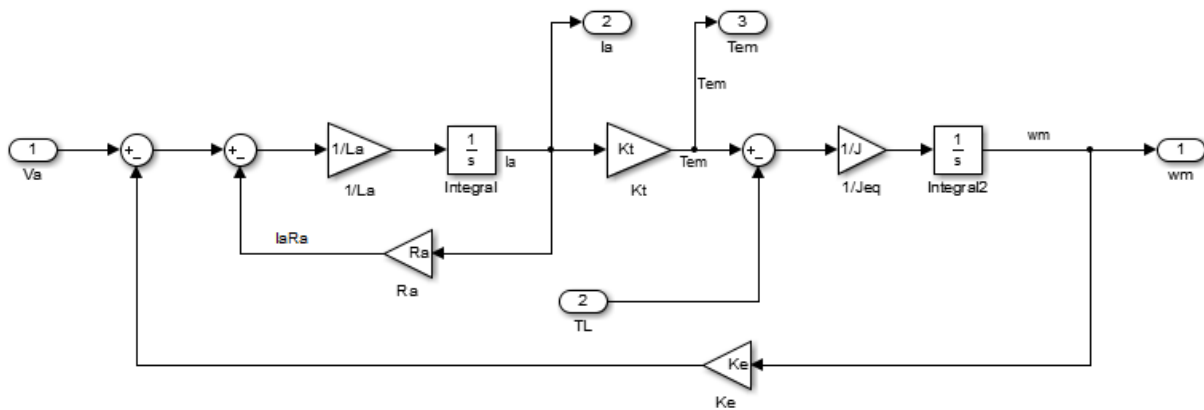 2
Ia
3
Tem
Tem
1
Va
+
-
+
-
1/La
1/La
1
s
Integral
Ia
Kt
Kt
Tem
+
-
1/J
1/Jeq
1
s
Integral2
wm
1
wm
IaRa
Ra
Ra
2
TL
Ke
Ke